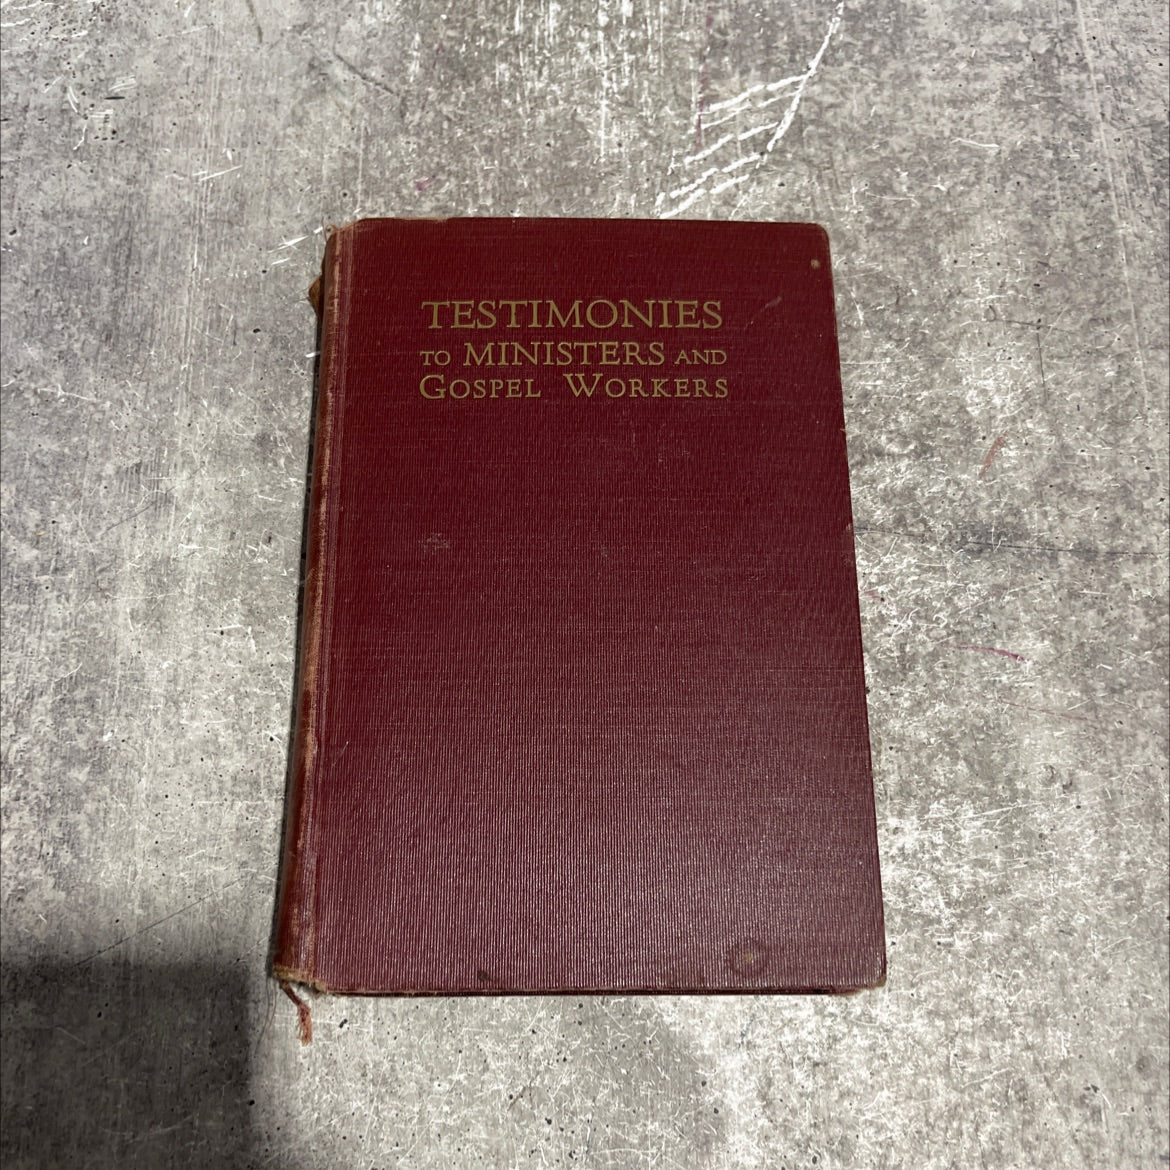 TESTIMONIES
TO MINISTERS AND
GOSPEL WORKERS